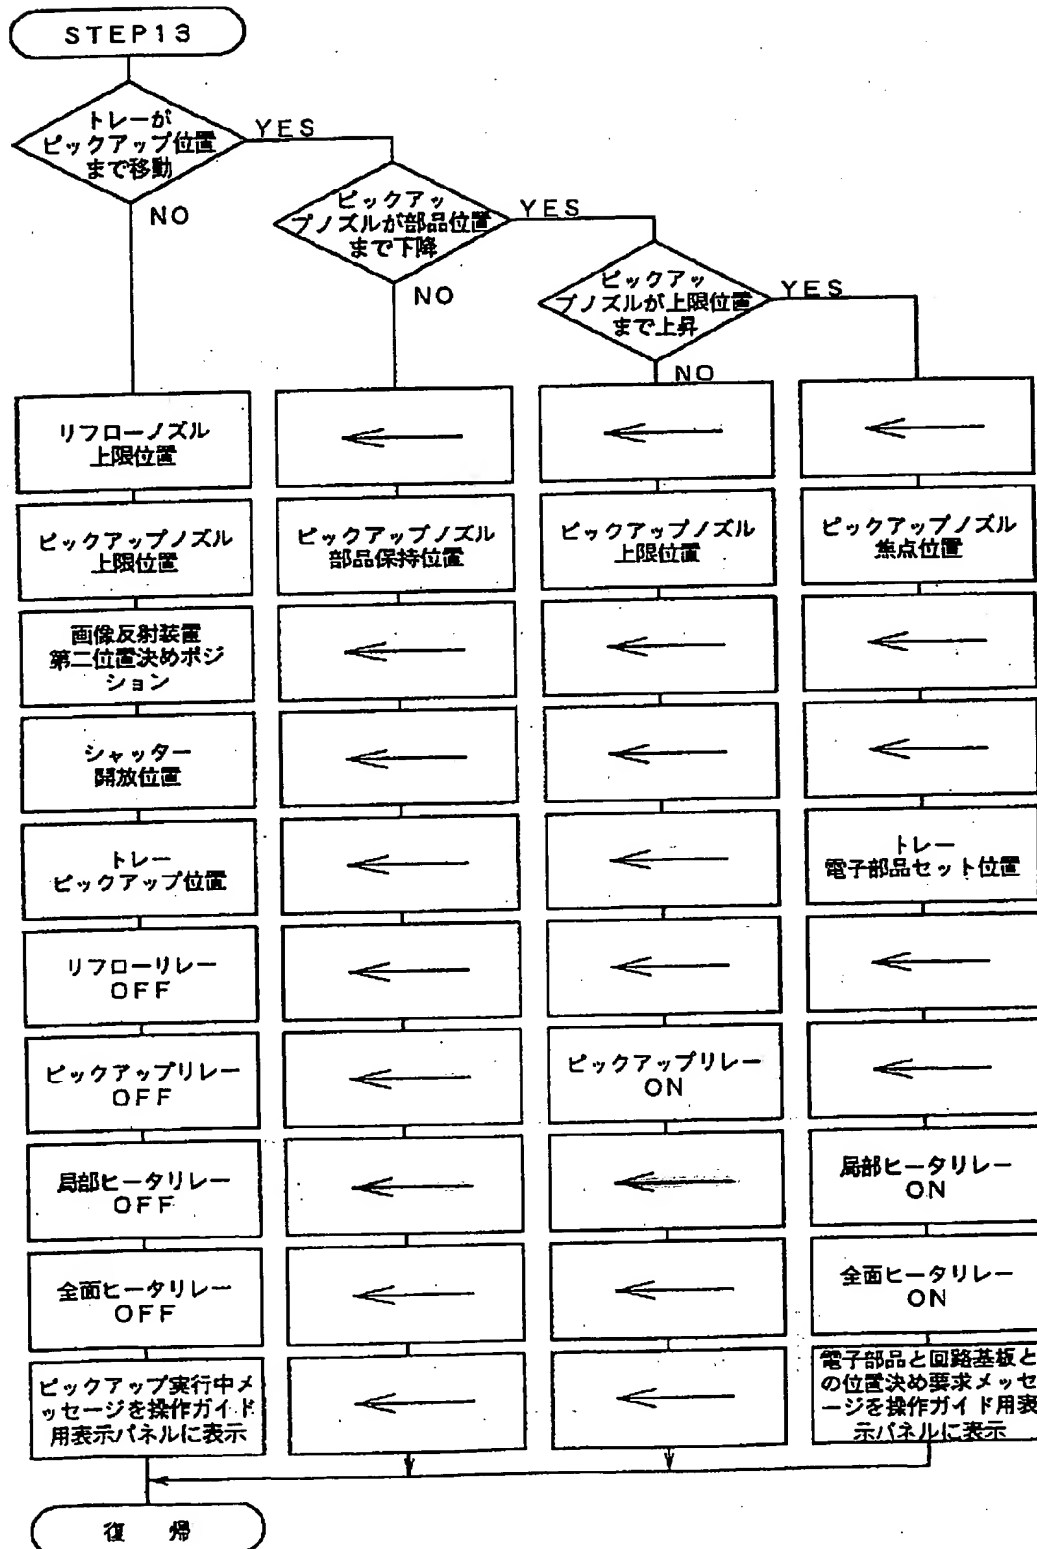 STEP13
トレーが
ピックアップ位置
まで移動
YES
NO
ピックアッ
プノズルが部品位置
まで下降
YES
NO
ピックアッ
プノズルが上限位置
まで上昇
YES
NO
リフローノズル
上限位置
ピックアップノズル
上限位置
ピックアップノズル
部品保持位置
ピックアップノズル
上限位置
ピックアップノズル
焦点位置
画像反射装置
第二位置決めポジ
ション
シャッター
開放位置
トレー
ピックアップ位置
トレー
電子部品セット位置
リフローリレー
OFF
ピックアップリレー
OFF
ピックアップリレー
ON
局部ヒータリレー
OFF
局部ヒータリレー
ON
全面ヒータリレー
OFF
全面ヒータリレー
ON
ピックアップ実行中メ
ッセージを操作ガイド
用表示パネルに表示
電子部品と回路基板と
の位置決め要求メッセ
ージを操作ガイド用表
示パネルに表示
復 帰